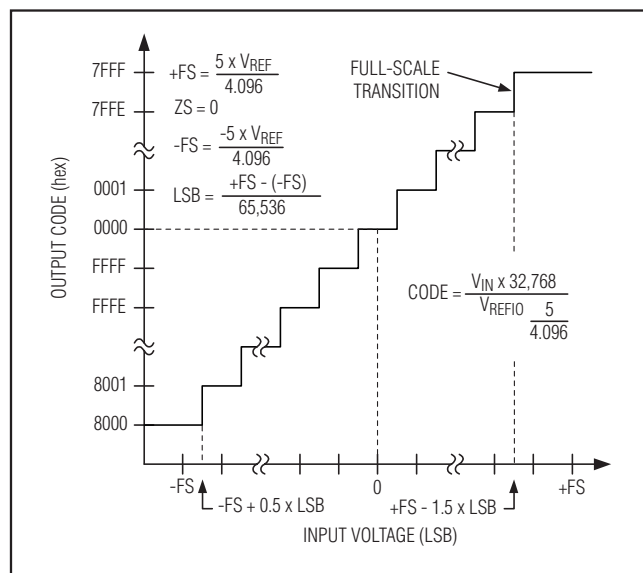 7FFF
7FFE
0001
0000
FFFF
FFFE
8001
8000
OUTPUT CODE (hex)
+FS = 5 x VREF
4.096
ZS = 0
-FS = -5 x VREF
4.096
LSB = +FS - (-FS)
65,536
FULL-SCALE
TRANSITION
CODE = VIN x 32,768
VREFIO 5
4.096
-FS
0
+FS
-FS + 0.5 x LSB
+FS - 1.5 x LSB
INPUT VOLTAGE (LSB)